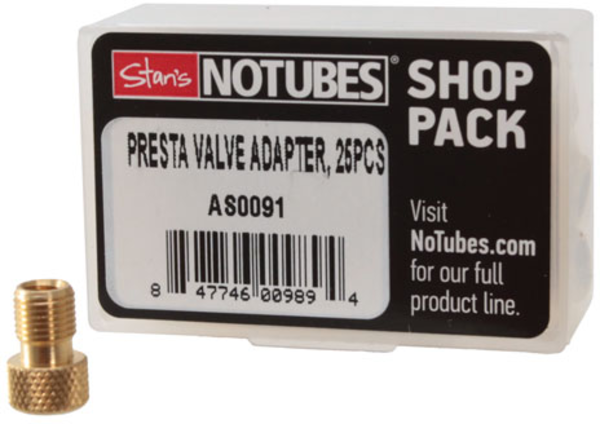 Stan's NOTUBES®
SHOP
PACK
PRESTA VALVE ADAPTER, 25PCS
AS0091
8 47746 00989 4
Visit
NoTubes.com
for our full
product line.